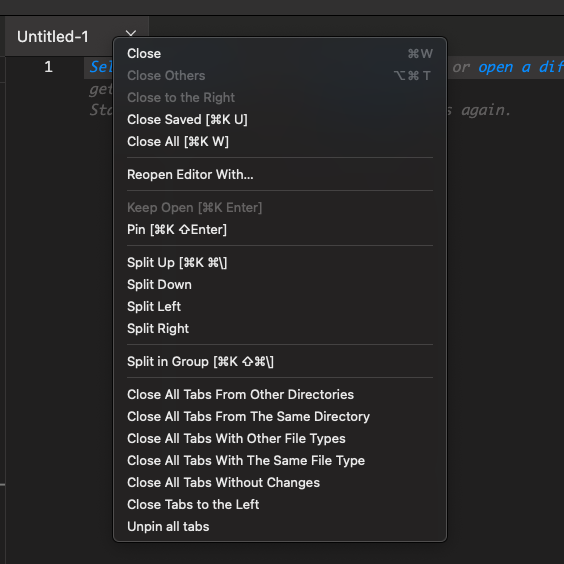 Untitled-1
Close ⌘W
1 Sel or open a dif
Close Others ⌥⌘T
get
Close to the Right
Sta s again.
Close Saved [⌘K U]
Close All [⌘K W]
Reopen Editor With...
Keep Open [⌘K Enter]
Pin [⌘K ⇧Enter]
Split Up [⌘K ⌘\]
Split Down
Split Left
Split Right
Split in Group [⌘K ⇧⌘\]
Close All Tabs From Other Directories
Close All Tabs From The Same Directory
Close All Tabs With Other File Types
Close All Tabs With The Same File Type
Close All Tabs Without Changes
Close Tabs to the Left
Unpin all tabs